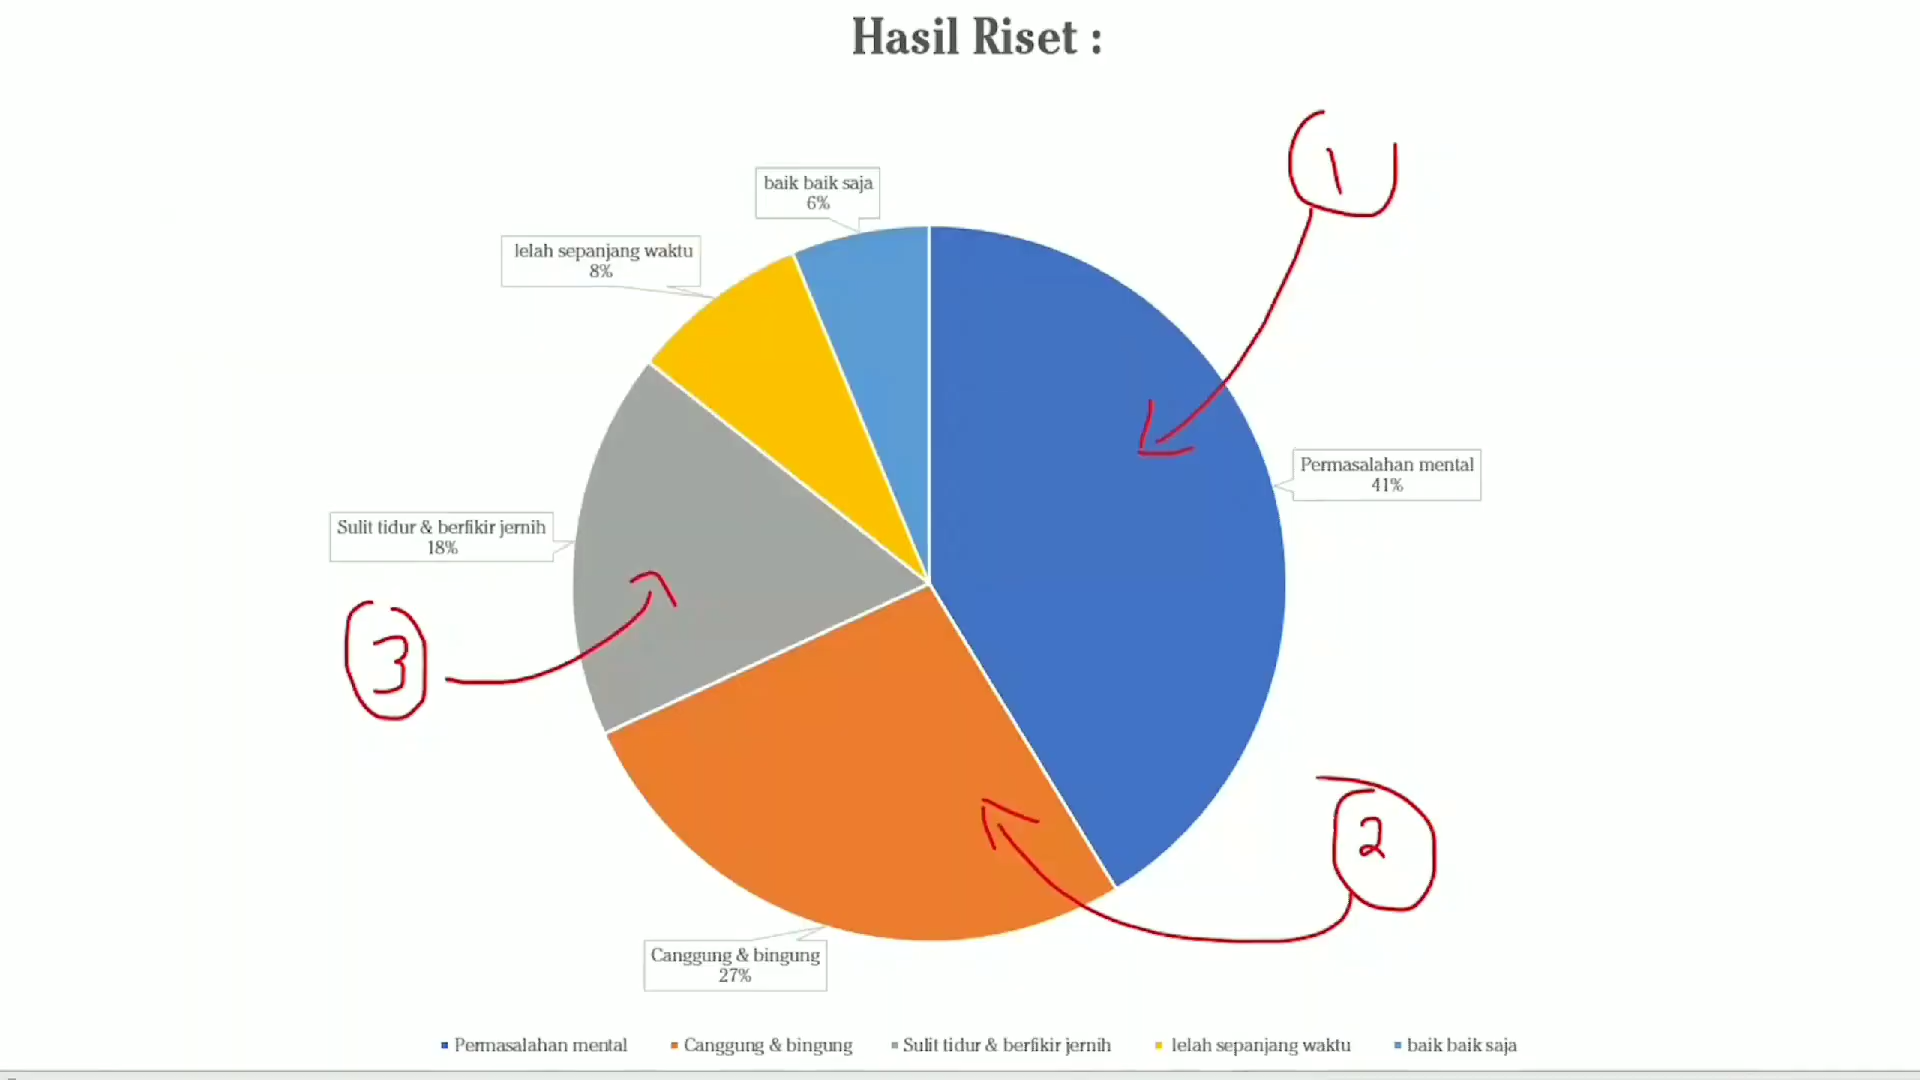 Hasil Riset :
1
baik baik saja
6%
lelah sepanjang waktu
8%
Permasalahan mental
41%
Sulit tidur & berfikir jernih
18%
3
2
Canggung & bingung
27%
Permasalahan mental
Canggung & bingung
Sulit tidur & berfikir jernih
lelah sepanjang waktu
baik baik saja